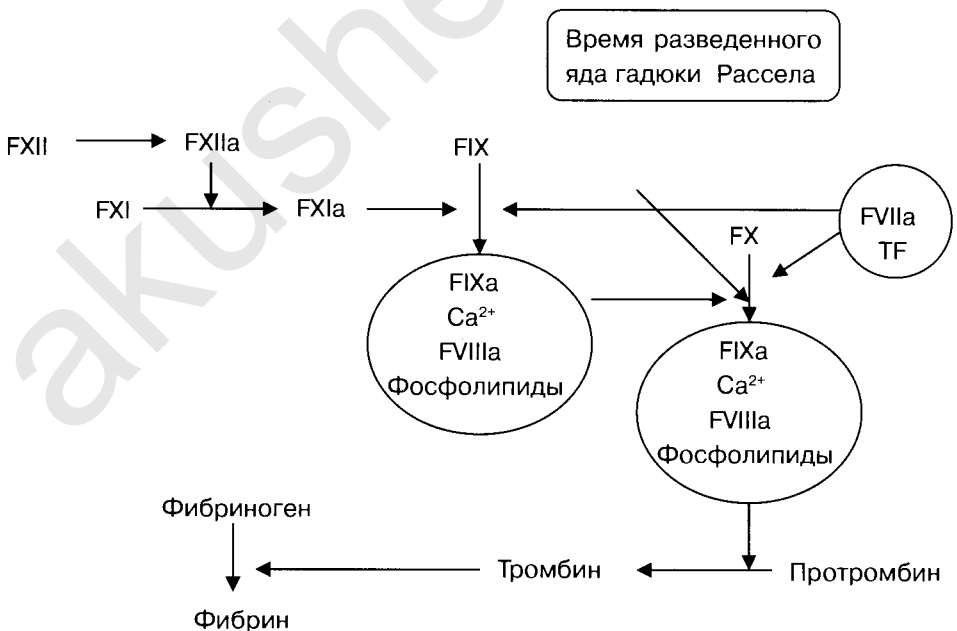 Время разведенного
яда гадюки Рассела
FXII
FXIIa
FIX
FXI
FXIa
FVIIa
TF
FX
FIXa
Ca²⁺
FVIIIa
Фосфолипиды
FIXa
Ca²⁺
FVIIIa
Фосфолипиды
Фибриноген
Тромбин
Протромбин
Фибрин
akushe